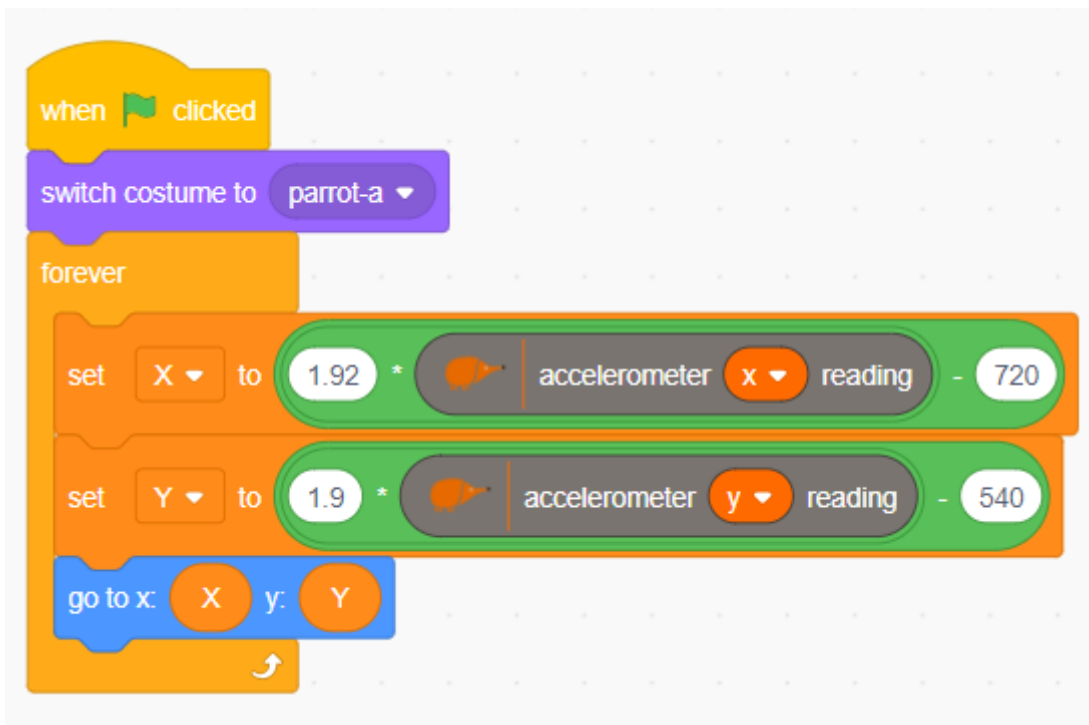 when clicked
switch costume to parrot-a
forever
set X to 1.92 * accelerometer x reading - 720
set Y to 1.9 * accelerometer y reading - 540
go to x: X y: Y